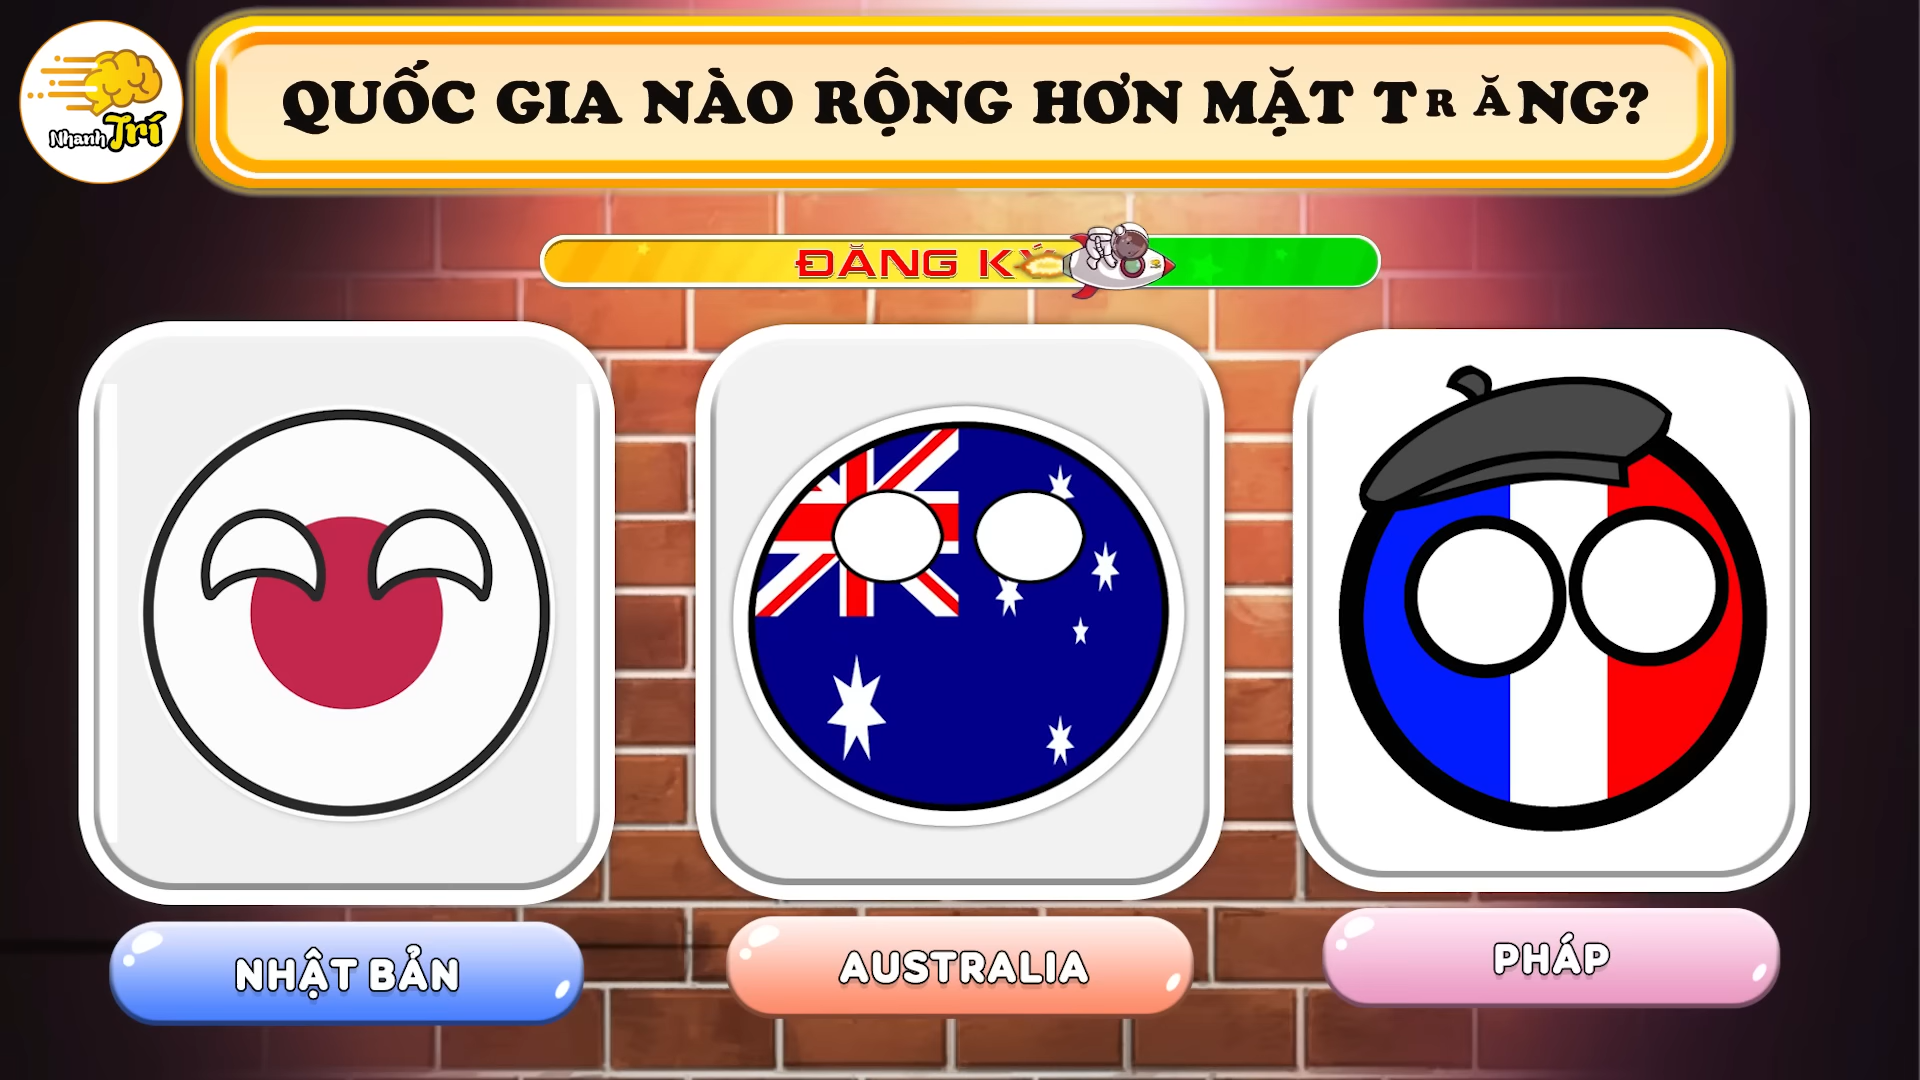 Nhanh Trí
QUỐC GIA NÀO RỘNG HƠN MẶT TRĂNG?
ĐĂNG KÝ
NHẬT BẢN
AUSTRALIA
PHÁP